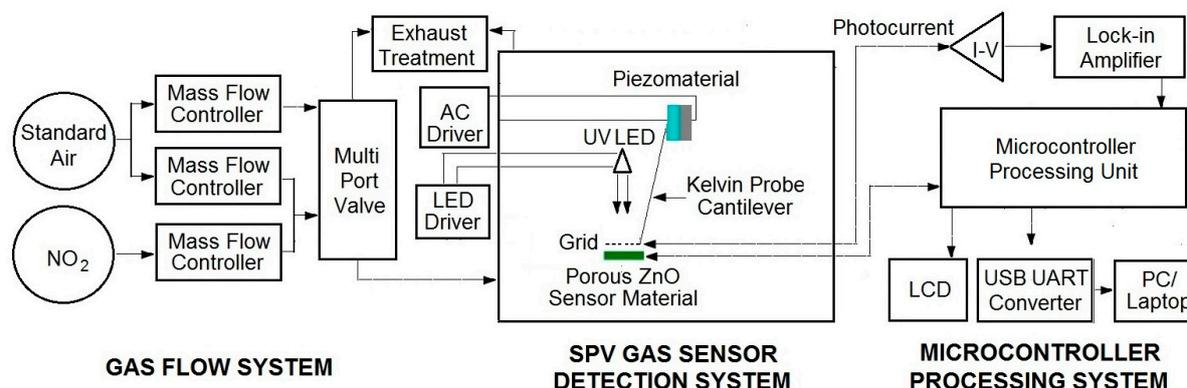 Standard
Air
NO2
Mass Flow
Controller
Mass Flow
Controller
Mass Flow
Controller
Multi
Port
Valve
Exhaust
Treatment
AC
Driver
LED
Driver
Piezomaterial
UV LED
Kelvin Probe
Cantilever
Grid
Porous ZnO
Sensor Material
Photocurrent
I-V
Lock-in
Amplifier
Microcontroller
Processing Unit
LCD
USB UART
Converter
PC/
Laptop
GAS FLOW SYSTEM
SPV GAS SENSOR
DETECTION SYSTEM
MICROCONTROLLER
PROCESSING SYSTEM